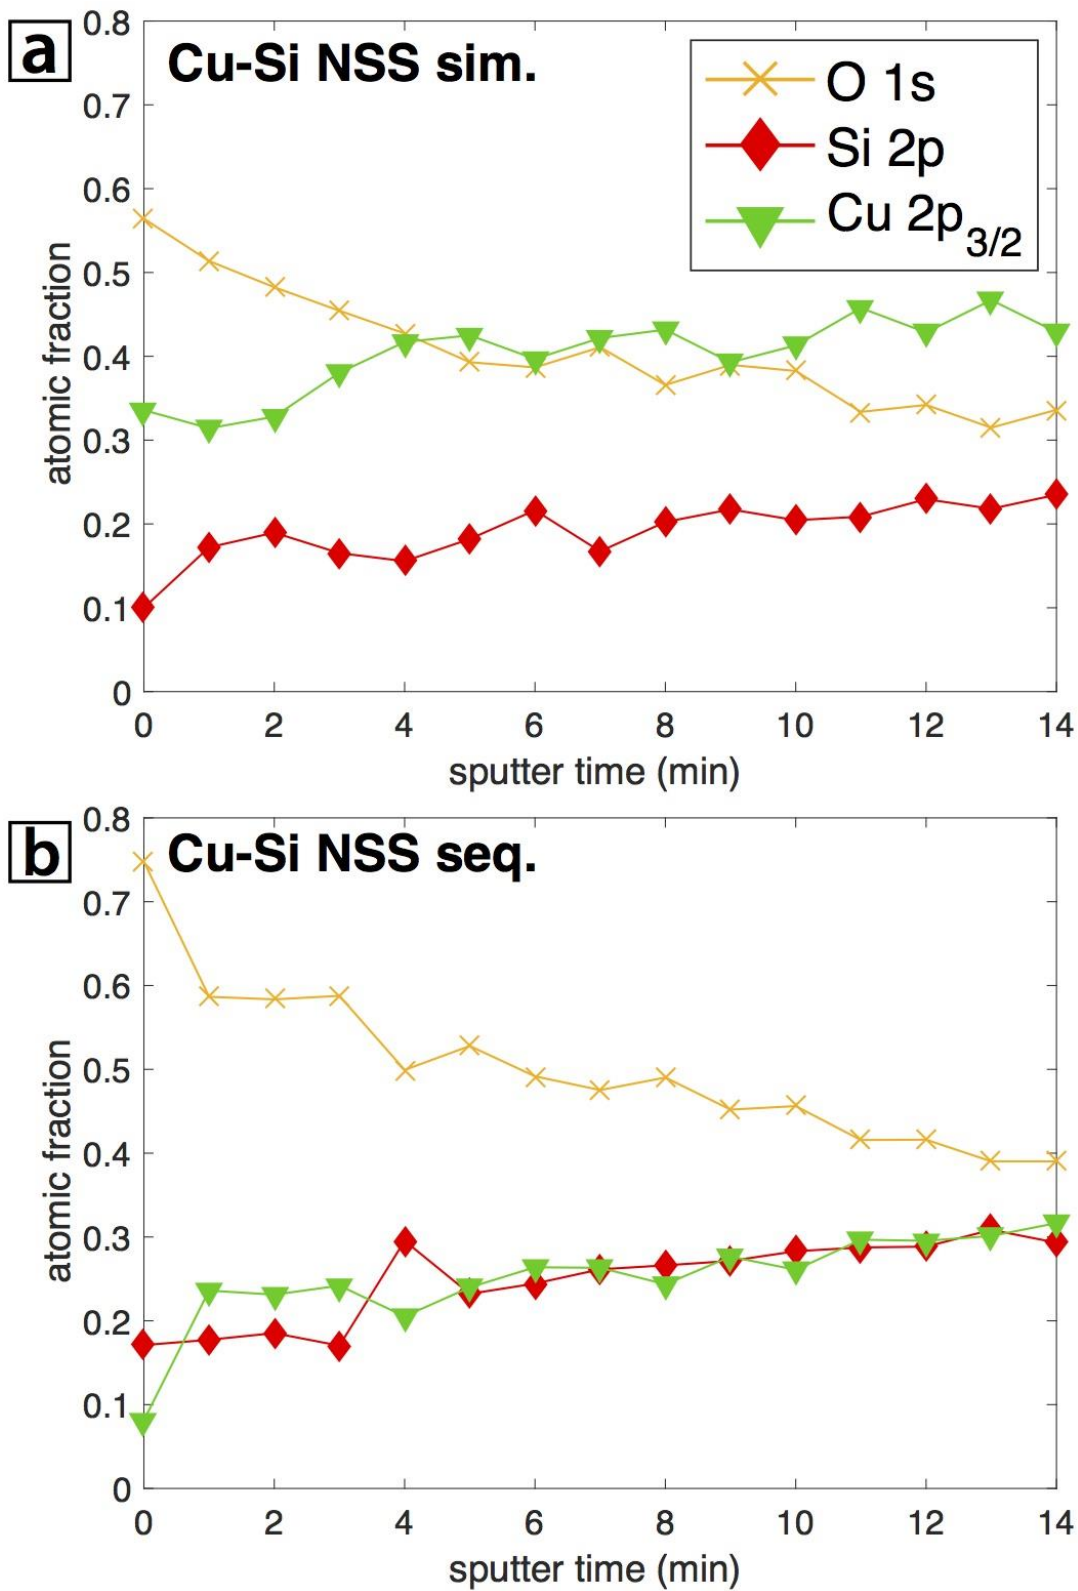 a
Cu-Si NSS sim.
O 1s
Si 2p
Cu 2p3/2
0.8
0.7
0.6
0.5
0.4
0.3
0.2
0.1
0
atomic fraction
0 2 4 6 8 10 12 14
sputter time (min)
b
Cu-Si NSS seq.
0.8
0.7
0.6
0.5
0.4
0.3
0.2
0.1
0
atomic fraction
0 2 4 6 8 10 12 14
sputter time (min)